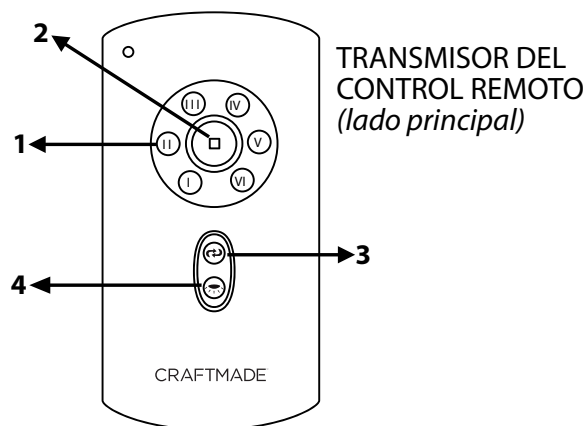 2
TRANSMISOR DEL
CONTROL REMOTO
(lado principal)
III IV
1 II V
I VI
3
4
CRAFTMADE